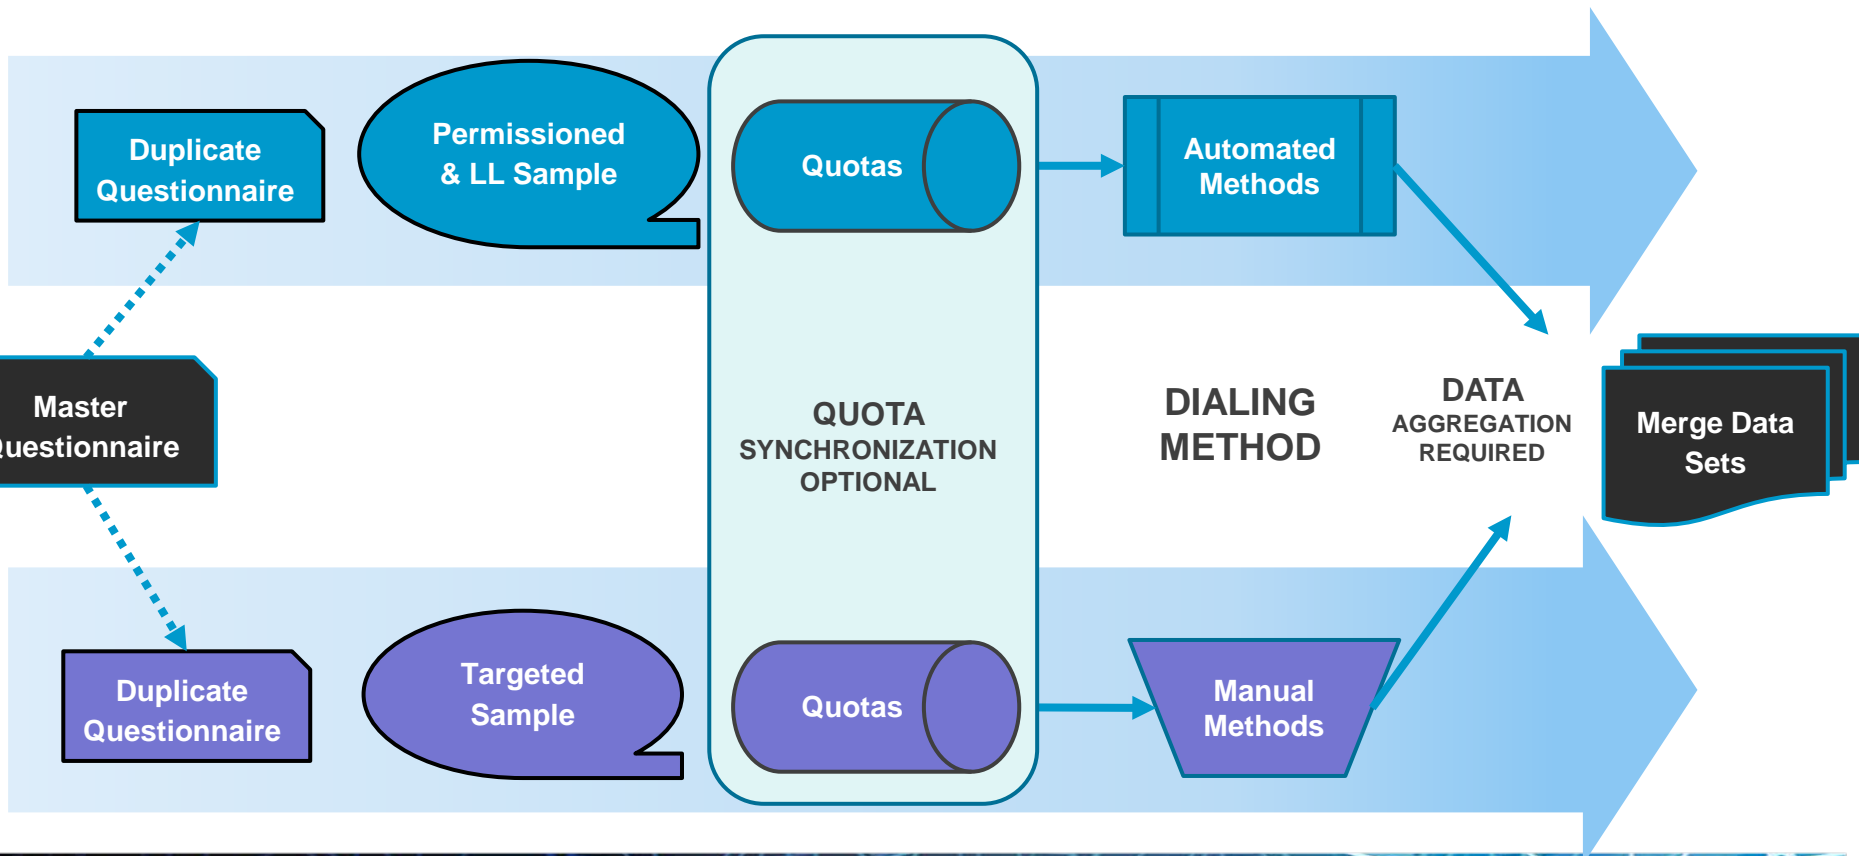 Duplicate
Questionnaire
Permissioned
& LL Sample
Quotas
Automated
Methods
Master
Questionnaire
QUOTA
SYNCHRONIZATION
OPTIONAL
DIALING
METHOD
DATA
AGGREGATION
REQUIRED
Merge Data
Sets
Duplicate
Questionnaire
Targeted
Sample
Quotas
Manual
Methods